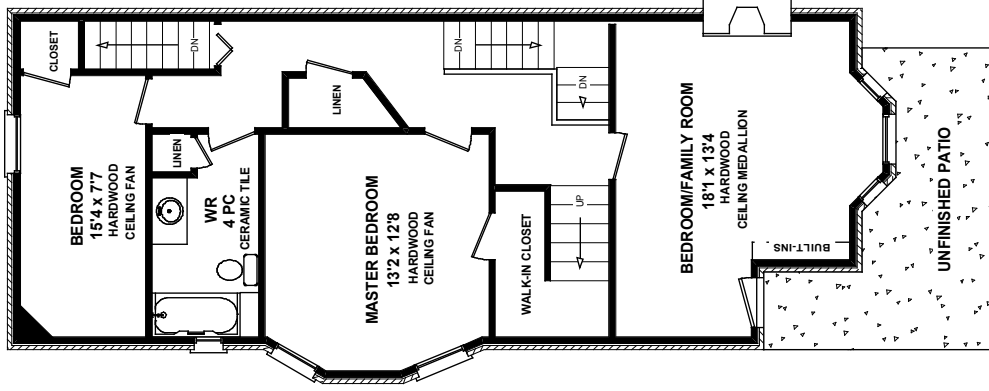 CLOSET
DN
DN
DN
LINEN
BEDROOM
15'4 x 7'7
HARDWOOD
CEILING FAN
LINEN
WR
4 PC
CERAMIC TILE
MASTER BEDROOM
13'2 x 12'8
HARDWOOD
CEILING FAN
WALK-IN CLOSET
UP
BEDROOM/FAMILY ROOM
18'1 x 13'4
HARDWOOD
CEILING MEDALLION
BUILT-INS
UNFINISHED PATIO